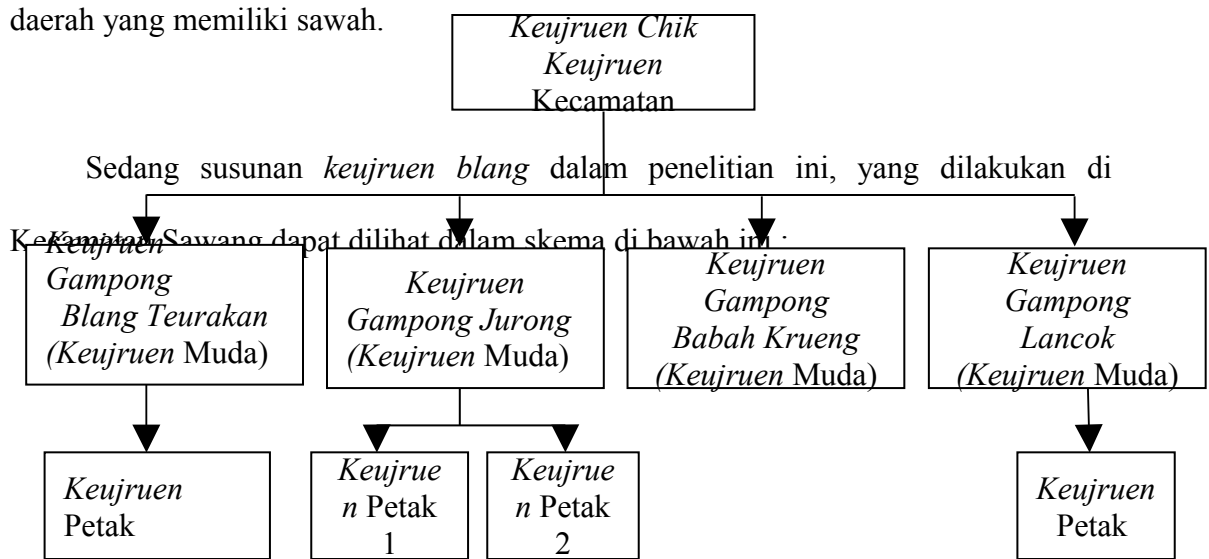 daerah yang memiliki sawah.
Keujruen Chik
Keujruen
Kecamatan
Sedang susunan keujruen blang dalam penelitian ini, yang dilakukan di
Kecamatan Sawang dapat dilihat dalam skema di bawah ini :
Keujruen
Gampong
Blang Teurakan
(Keujruen Muda)
Keujruen
Gampong Jurong
(Keujruen Muda)
Keujruen
Gampong
Babah Krueng
(Keujruen Muda)
Keujruen
Gampong
Lancok
(Keujruen Muda)
Keujruen
Petak
Keujrue
n Petak
1
Keujrue
n Petak
2
Keujruen
Petak